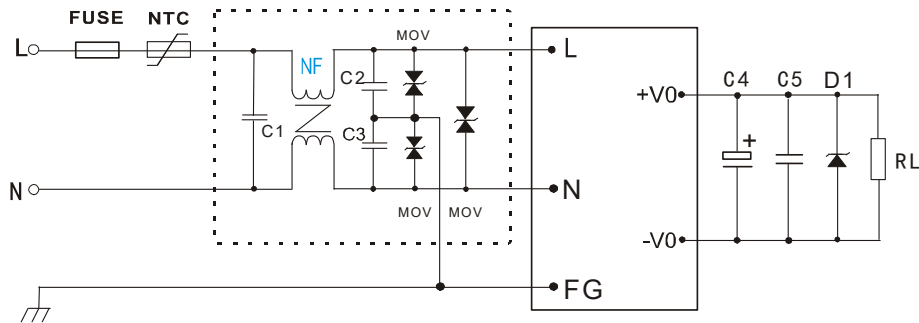 FUSE NTC
MOV
L
NF
C2
L
C4 C5 D1
+V0
C1
C3
+
RL
N
N
MOV MOV
-V0
FG